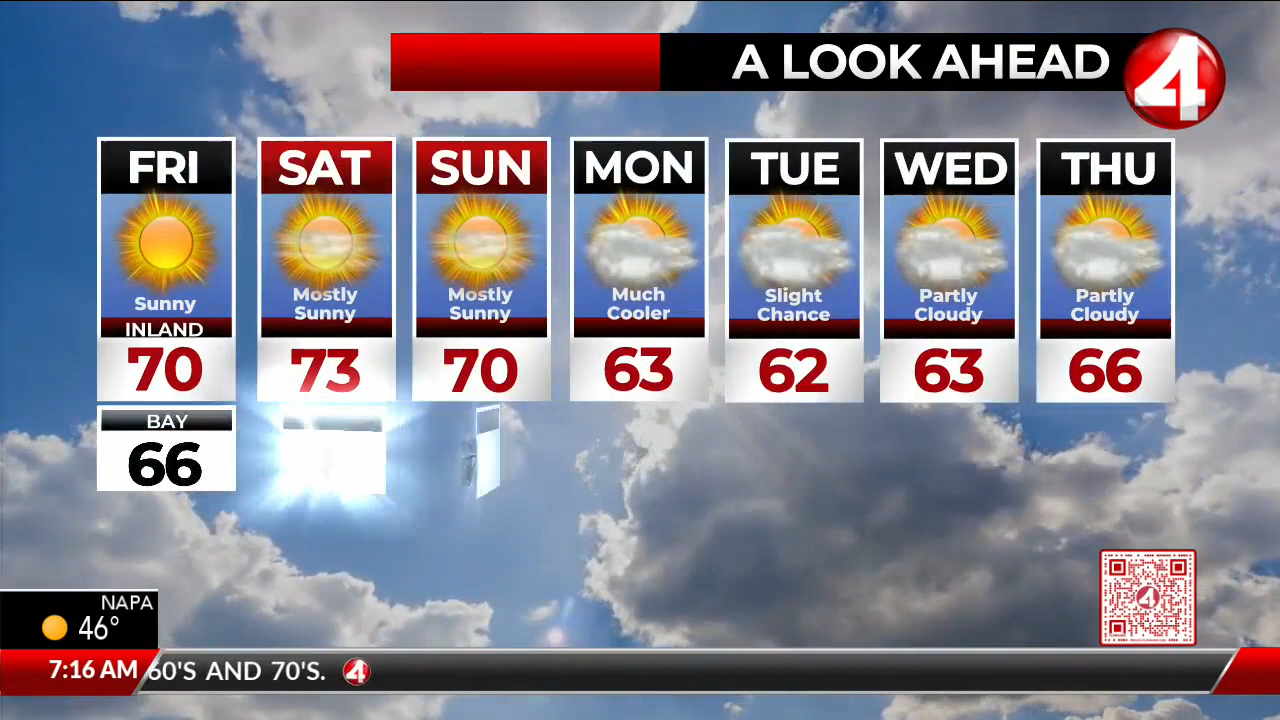 A LOOK AHEAD
4
FRI
SAT
SUN
MON
TUE
WED
THU
Sunny
Mostly
Sunny
Mostly
Sunny
Much
Cooler
Slight
Chance
Partly
Cloudy
Partly
Cloudy
INLAND
70
73
70
63
62
63
66
BAY
66
4
NAPA
46°
7:16 AM
60'S AND 70'S.
4